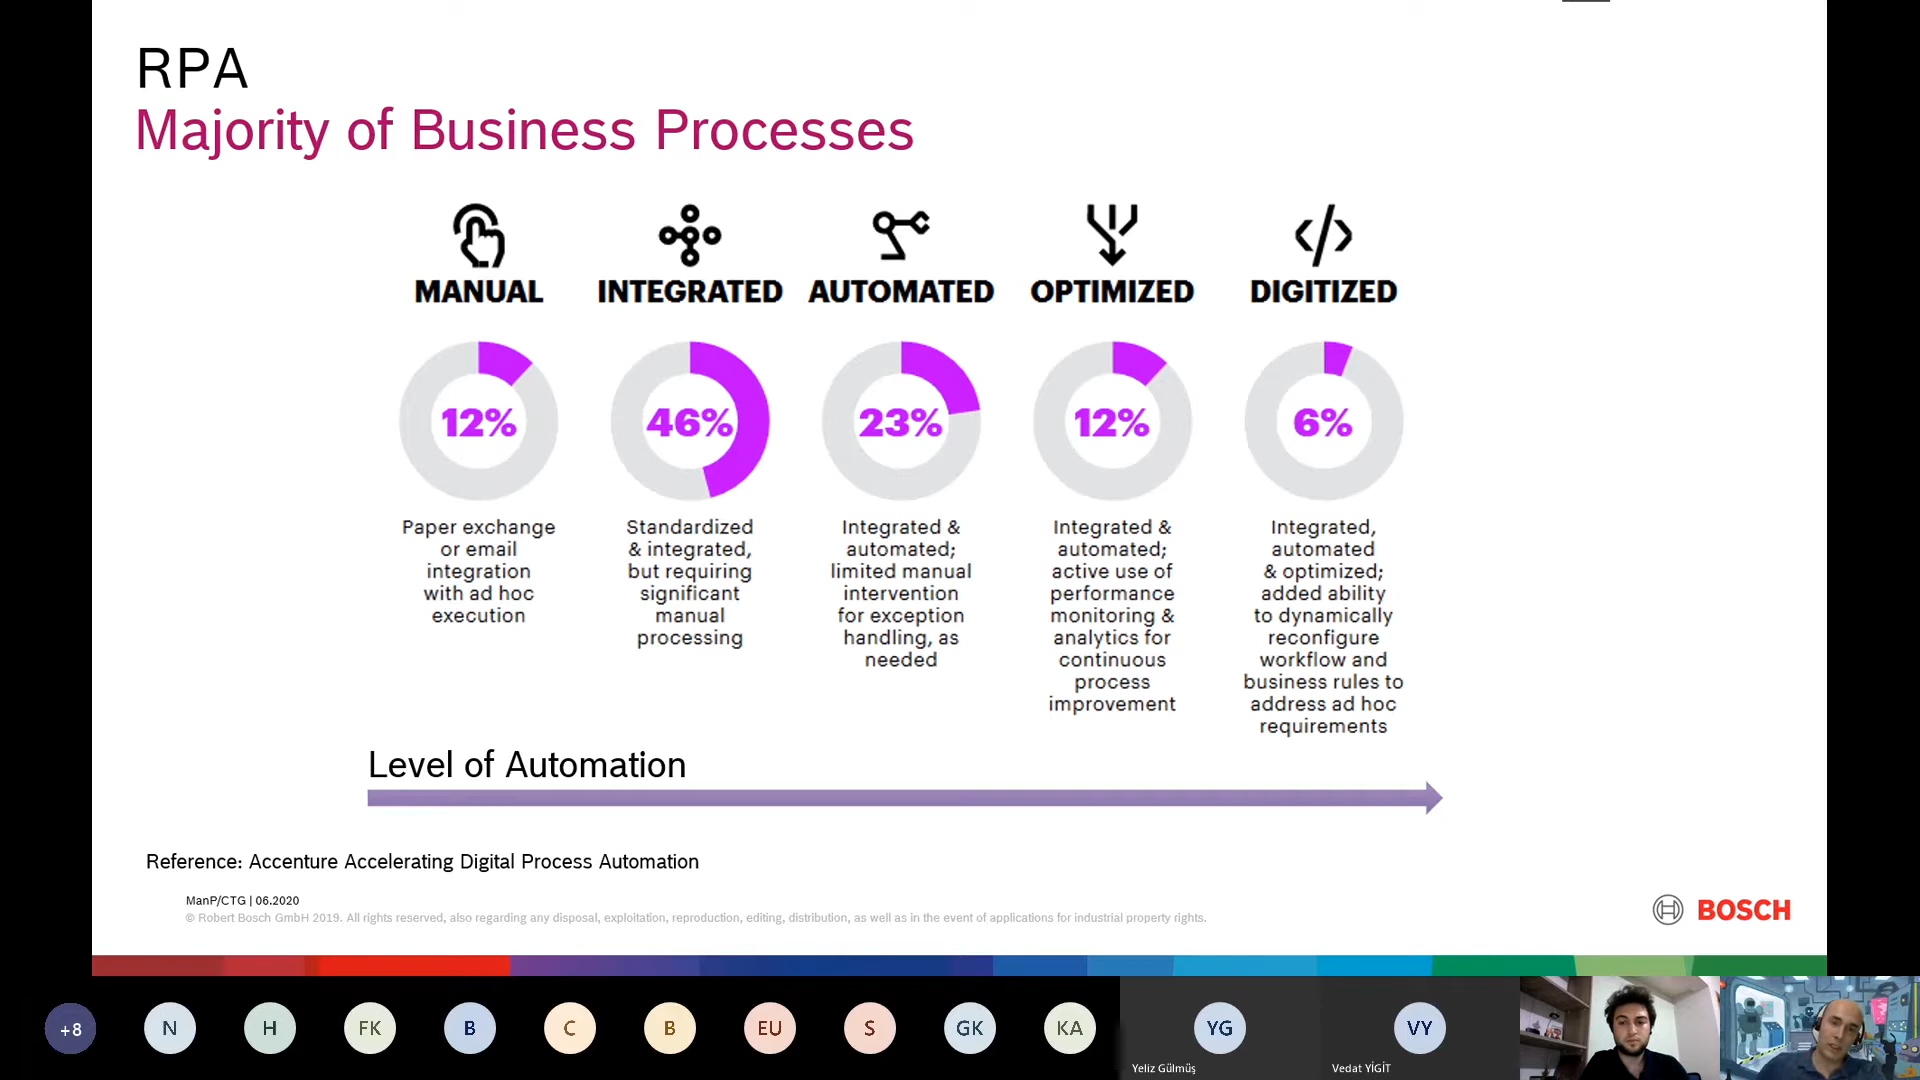 RPA
Majority of Business Processes
MANUAL
INTEGRATED
AUTOMATED
OPTIMIZED
DIGITIZED
12%
46%
23%
12%
6%
Paper exchange
or email
integration
with ad hoc
execution
Standardized
& integrated,
but requiring
significant
manual
processing
Integrated &
automated;
limited manual
intervention
for exception
handling, as
needed
Integrated &
automated;
active use of
performance
monitoring &
analytics for
continuous
process
improvement
Integrated,
automated
& optimized;
added ability
to dynamically
reconfigure
workflow and
business rules to
address ad hoc
requirements
Level of Automation
Reference: Accenture Accelerating Digital Process Automation
ManP/CTG | 06.2020
© Robert Bosch GmbH 2019. All rights reserved, also regarding any disposal, exploitation, reproduction, editing, distribution, as well as in the event of applications for industrial property rights.
BOSCH
+8
N
H
FK
B
C
B
EU
S
GK
KA
YG
VY
Yeliz Gülmüş
Vedat YİGİT